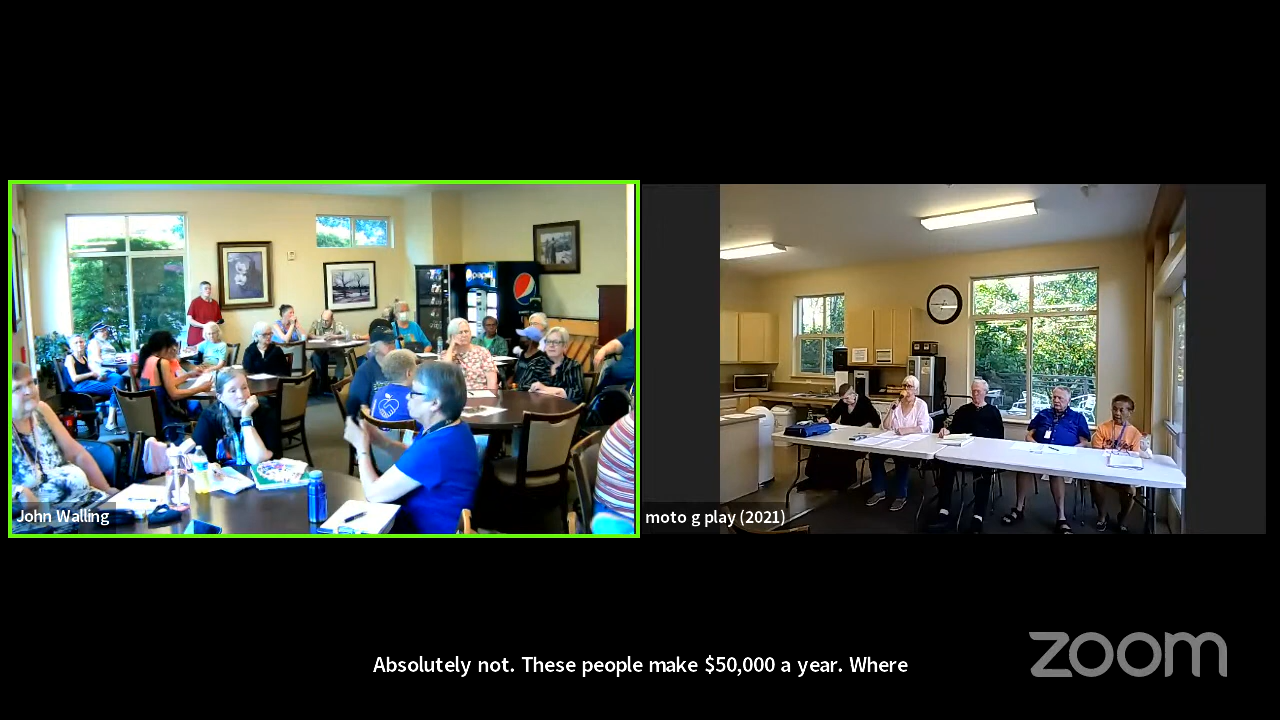 pepsi
John Walling
moto g play (2021)
Absolutely not. These people make $50,000 a year. Where
zoom